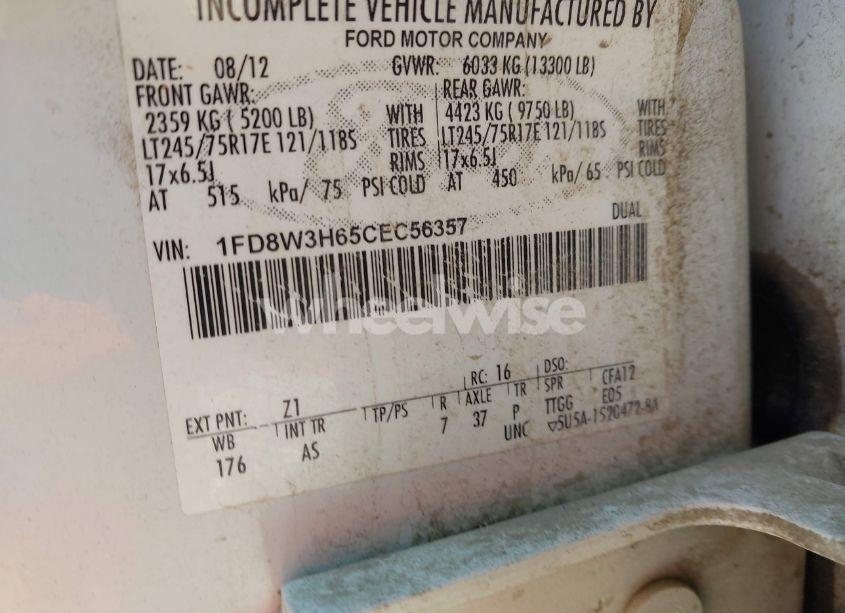 INCOMPLETE VEHICLE MANUFACTURED BY
FORD MOTOR COMPANY
DATE: 08/12 GVWR: 6033 KG (13300 LB)
FRONT GAWR: REAR GAWR:
2359 KG ( 5200 LB) WITH 4423 KG ( 9750 LB) WITH
LT245/75R17E 121/118S TIRES LT245/75R17E 121/118S TIRES
17x6.5J RIMS 17x6.5J RIMS
AT 515 kPa/ 75 PSI COLD AT 450 kPa/ 65 PSI COLD
DUAL
VIN: 1FD8W3H65CEC56357
wheelwise
EXT PNT: Z1 RC: 16 DSO:
WB INT TR TP/PS R AXLE TR SPR CFA12
176 AS 7 37 P TTGG E05
UNC ▽5U5A-1520472-BA